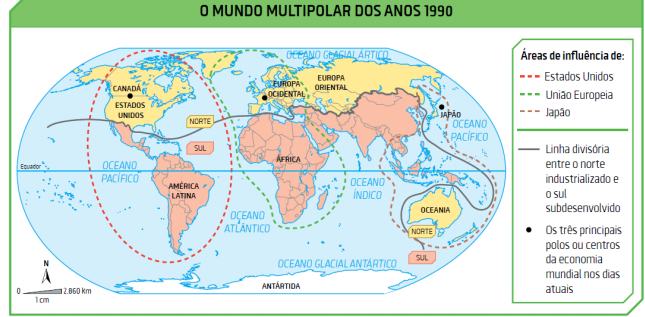 O MUNDO MULTIPOLAR DOS ANOS 1990
OCEANO GLACIAL ÁRTICO
CANADÁ
ESTADOS
UNIDOS
EUROPA
OCIDENTAL
EUROPA
ORIENTAL
NORTE
SUL
JAPÃO
OCEANO
PACÍFICO
Equador
OCEANO
PACÍFICO
AMÉRICA
LATINA
ÁFRICA
OCEANO
ATLÂNTICO
OCEANO
ÍNDICO
OCEANIA
NORTE
SUL
OCEANO GLACIAL ANTÁRTICO
ANTÁRTIDA
N
0 2.860 km
1 cm
Áreas de influência de:
Estados Unidos
União Europeia
Japão
Linha divisória
entre o norte
industrializado e
o sul
subdesenvolvido
Os três principais
polos ou centros
da economia
mundial nos dias
atuais